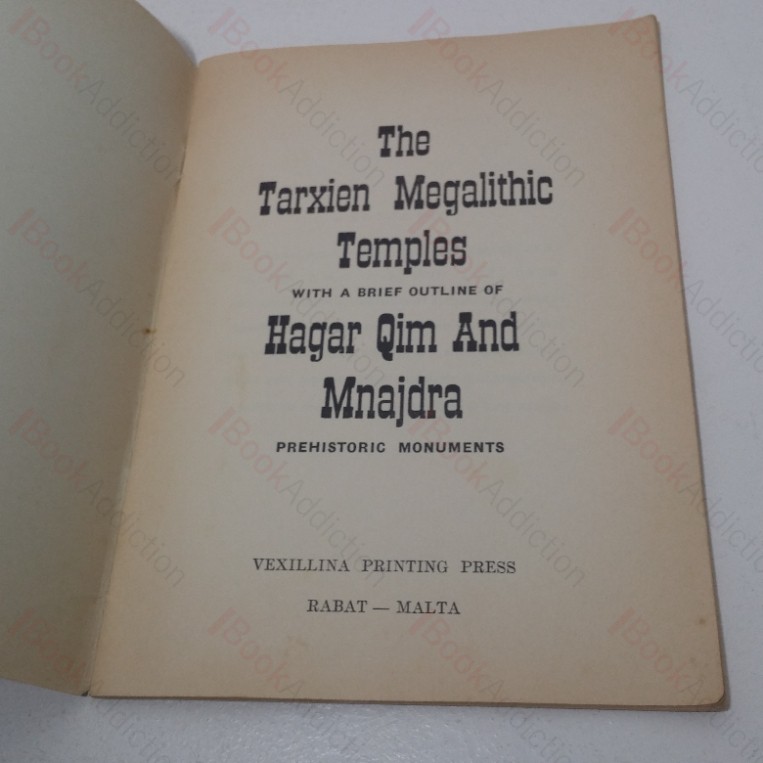 The
Tarxien Megalithic
Temples
WITH A BRIEF OUTLINE OF
Hagar Qim And
Mnajdra
PREHISTORIC MONUMENTS
VEXILLINA PRINTING PRESS
RABAT — MALTA
BookAddiction